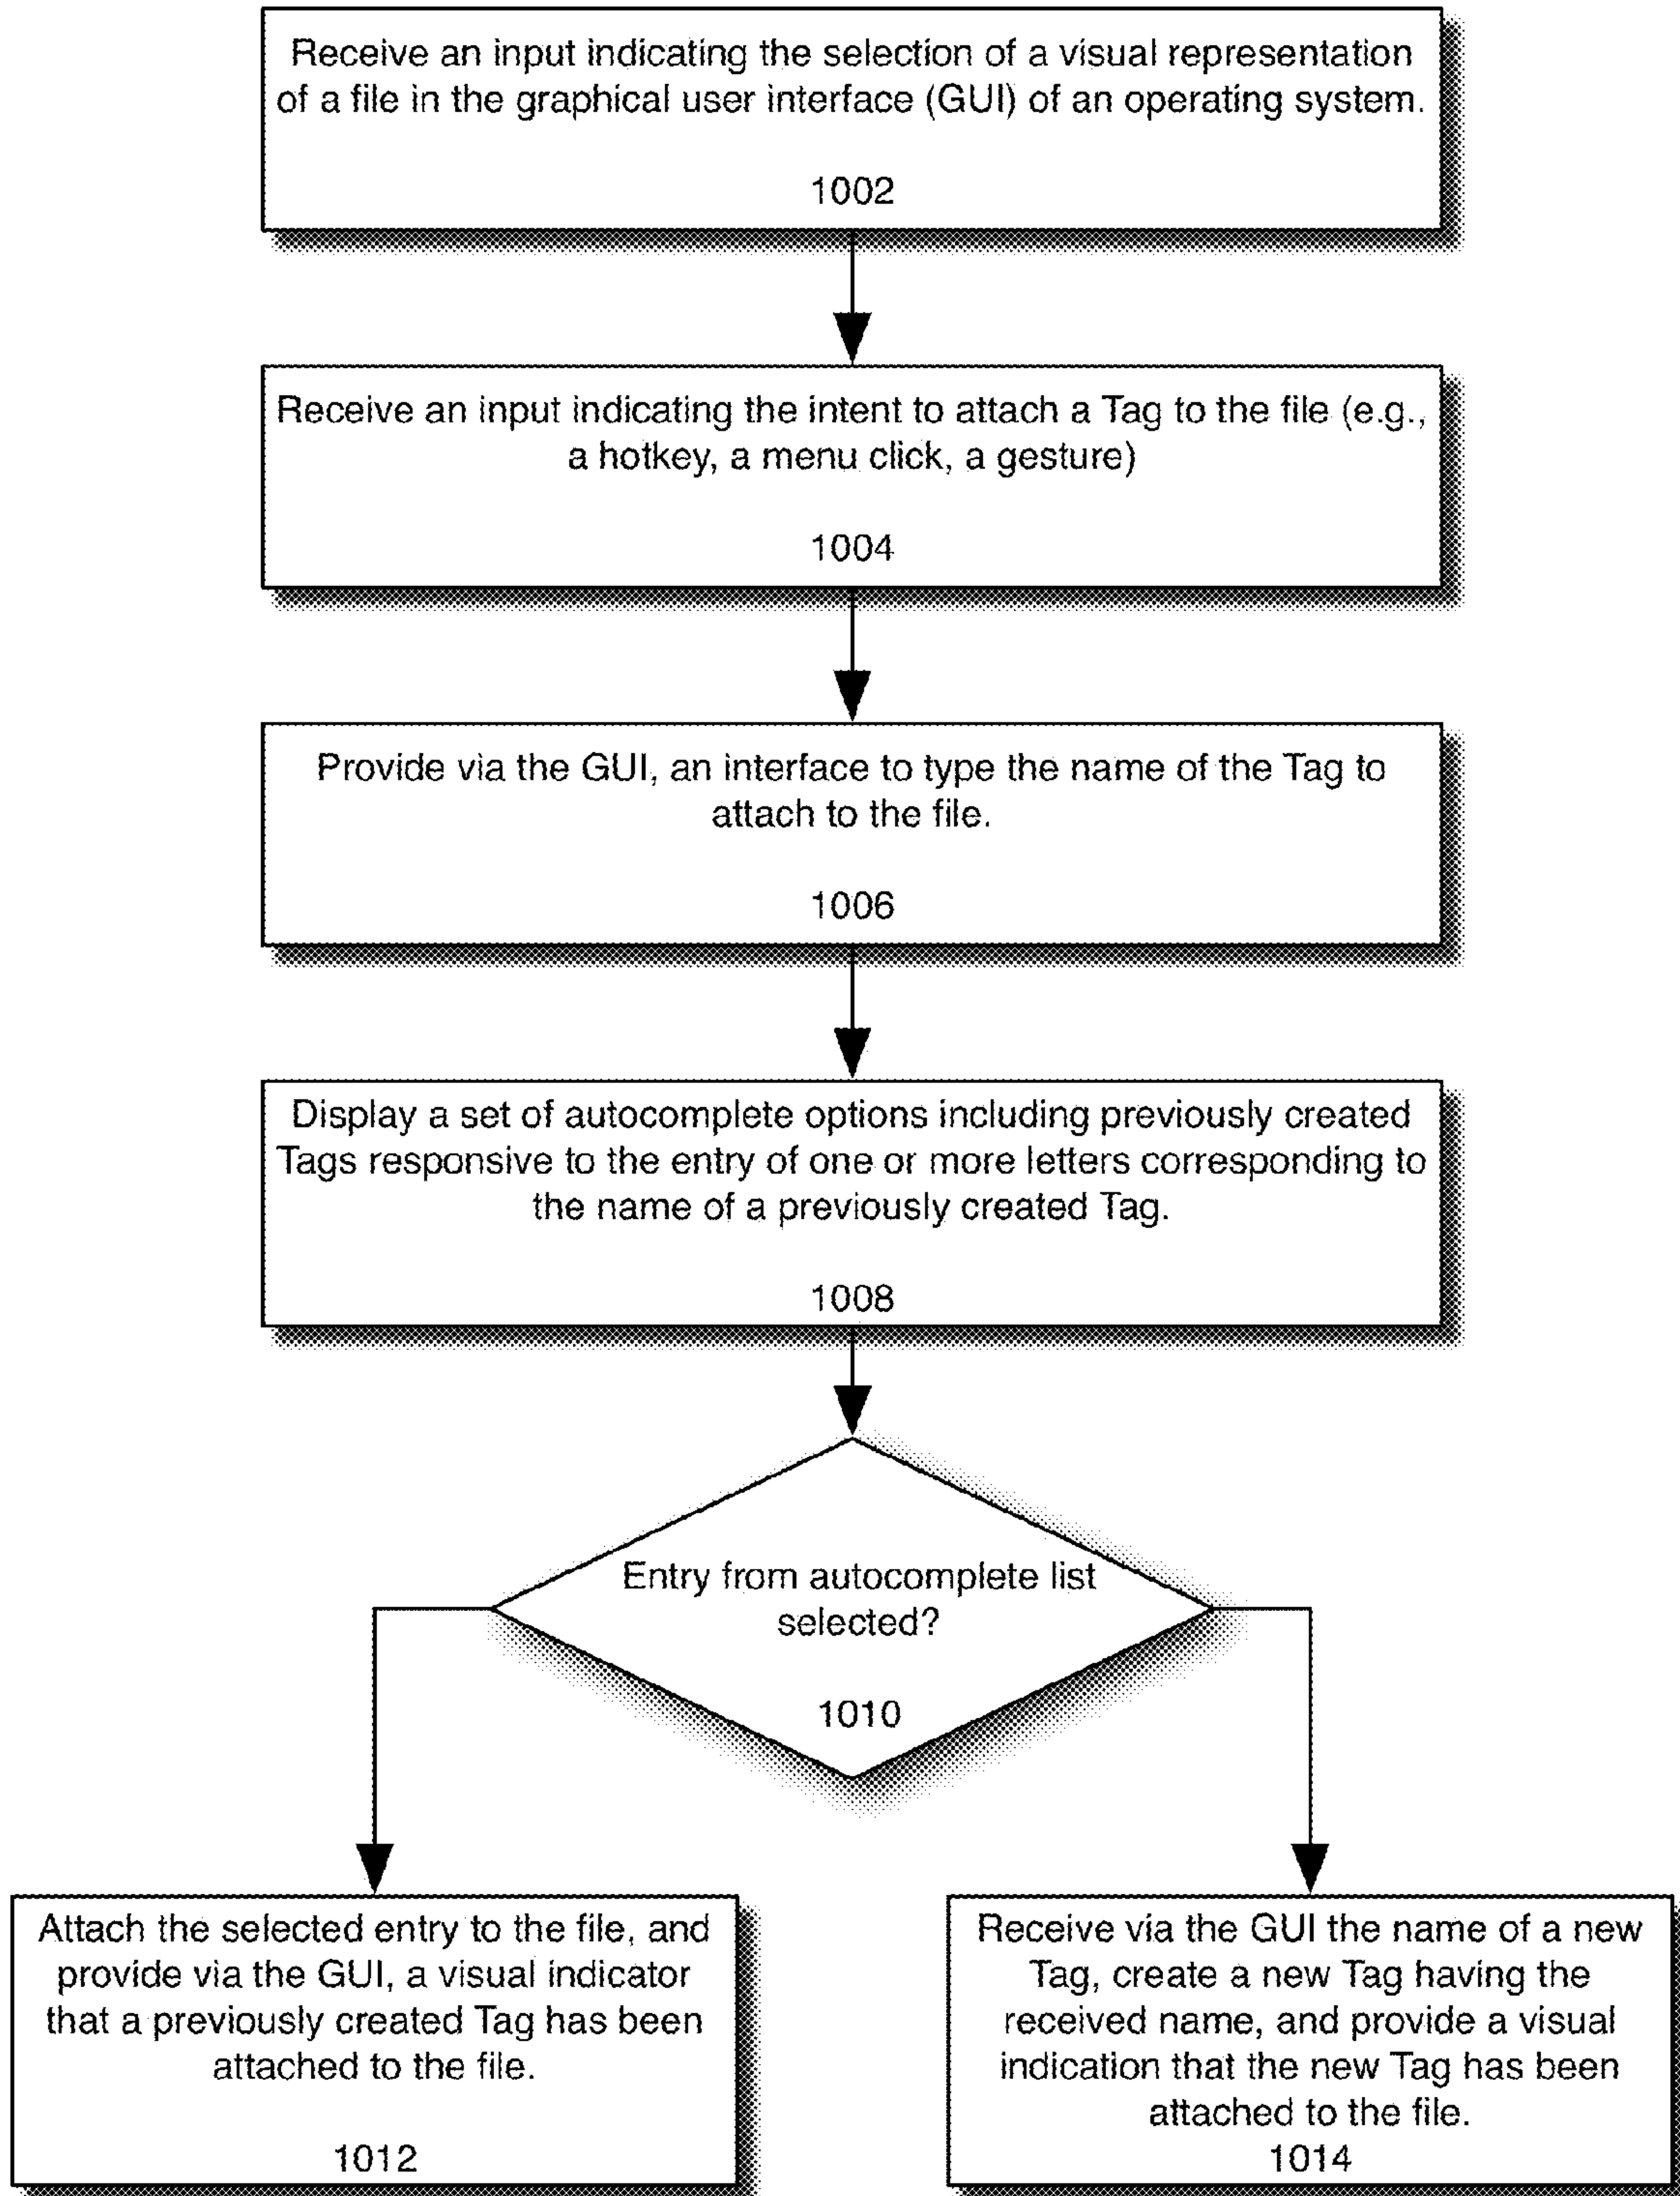 Receive an input indicating the selection of a visual representation
of a file in the graphical user interface (GUI) of an operating system.
1002
Receive an input indicating the intent to attach a Tag to the file (e.g.,
a hotkey, a menu click, a gesture)
1004
Provide via the GUI, an interface to type the name of the Tag to
attach to the file.
1006
Display a set of autocomplete options including previously created
Tags responsive to the entry of one or more letters corresponding to
the name of a previously created Tag.
1008
Entry from autocomplete list
selected?
1010
Attach the selected entry to the file, and
provide via the GUI, a visual indicator
that a previously created Tag has been
attached to the file.
1012
Receive via the GUI the name of a new
Tag, create a new Tag having the
received name, and provide a visual
indication that the new Tag has been
attached to the file.
1014